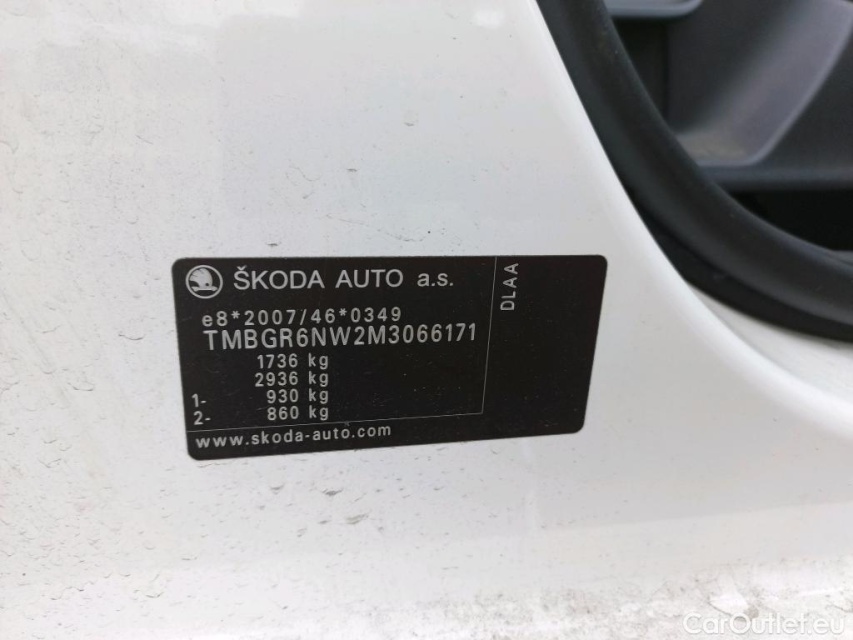 ŠKODA AUTO a.s.
DLAA
e8*2007/46*0349
TMBGR6NW2M3066171
1736 kg
2936 kg
1- 930 kg
2- 860 kg
www.skoda-auto.com
CarOutlet.eu